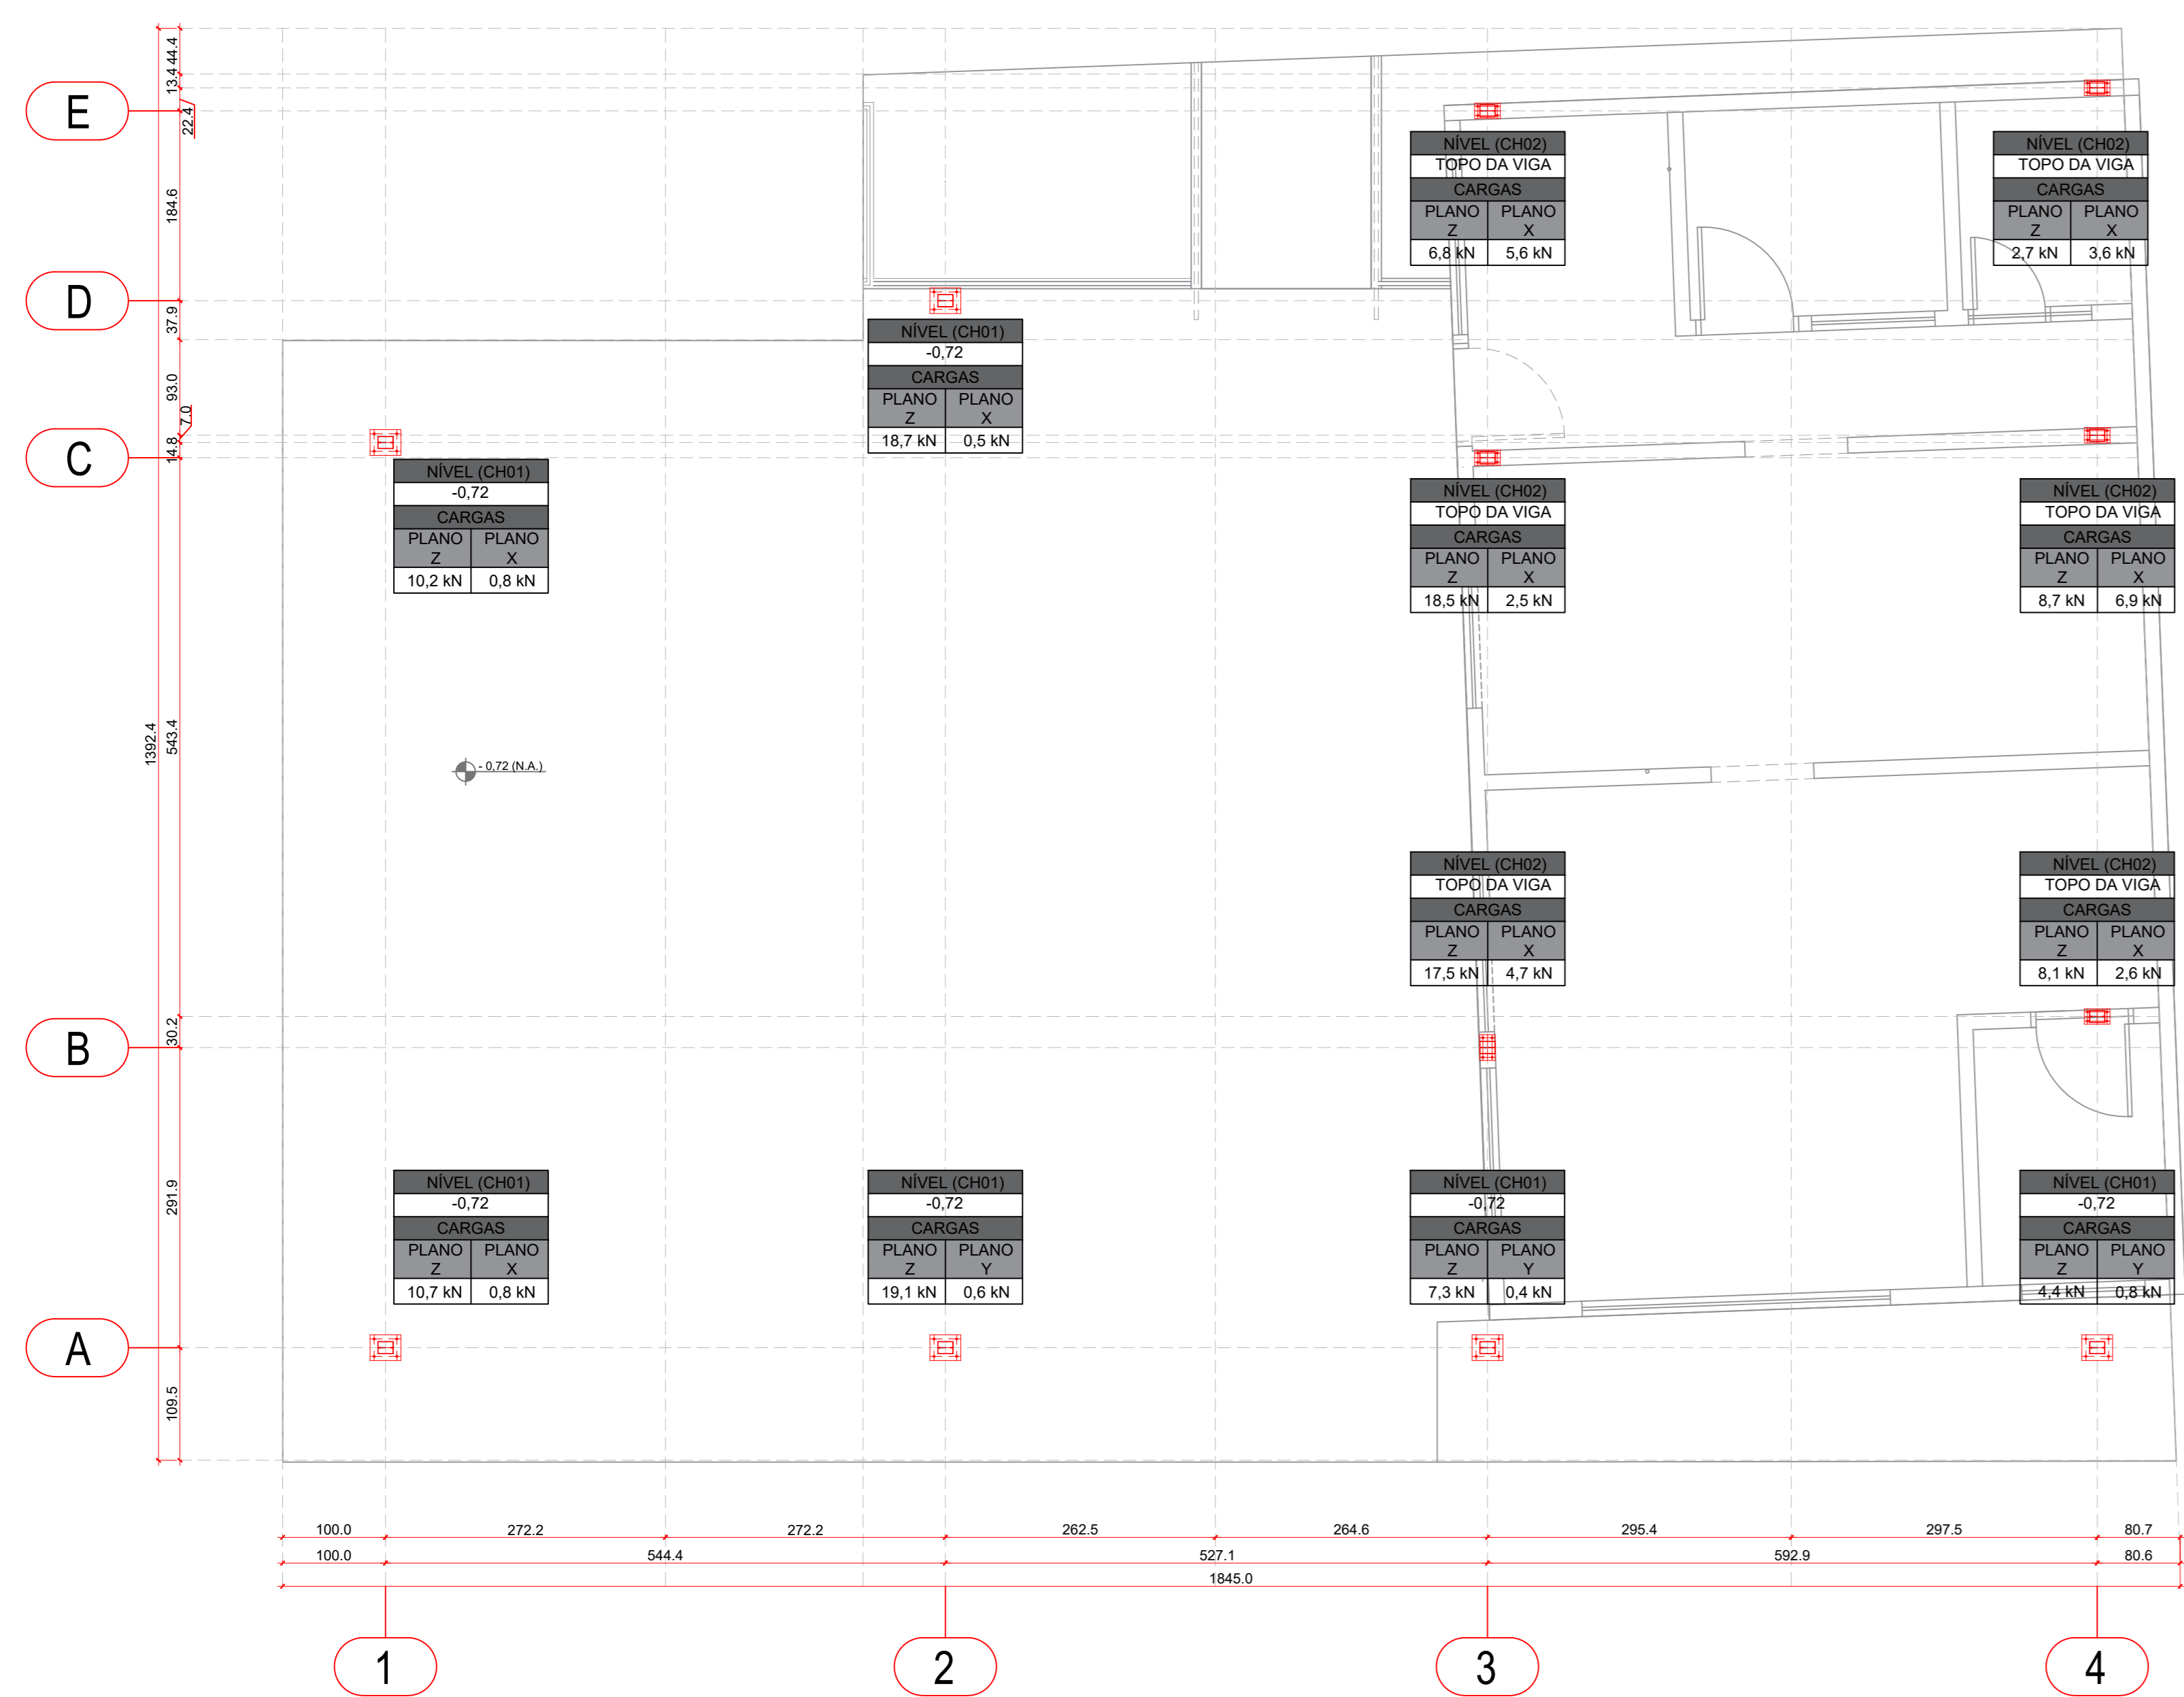 44.4
13.4
E
22.4
NÍVEL (CH02)
TOPO DA VIGA
CARGAS
PLANO Z PLANO X
6,8 kN 5,6 kN
NÍVEL (CH02)
TOPO DA VIGA
CARGAS
PLANO Z PLANO X
2,7 kN 3,6 kN
184.6
D
37.9
NÍVEL (CH01)
-0,72
CARGAS
PLANO Z PLANO X
18,7 kN 0,5 kN
93.0
7.0
14.8
C
NÍVEL (CH01)
-0,72
CARGAS
PLANO Z PLANO X
10,2 kN 0,8 kN
NÍVEL (CH02)
TOPO DA VIGA
CARGAS
PLANO Z PLANO X
18,5 kN 2,5 kN
NÍVEL (CH02)
TOPO DA VIGA
CARGAS
PLANO Z PLANO X
8,7 kN 6,9 kN
1392.4
543.4
- 0,72 (N.A.)
NÍVEL (CH02)
TOPO DA VIGA
CARGAS
PLANO Z PLANO X
17,5 kN 4,7 kN
NÍVEL (CH02)
TOPO DA VIGA
CARGAS
PLANO Z PLANO X
8,1 kN 2,6 kN
30.2
B
291.9
NÍVEL (CH01)
-0,72
CARGAS
PLANO Z PLANO X
10,7 kN 0,8 kN
NÍVEL (CH01)
-0,72
CARGAS
PLANO Z PLANO Y
19,1 kN 0,6 kN
NÍVEL (CH01)
-0,72
CARGAS
PLANO Z PLANO Y
7,3 kN 0,4 kN
NÍVEL (CH01)
-0,72
CARGAS
PLANO Z PLANO Y
4,4 kN 0,8 kN
A
109.5
100.0 272.2 272.2 262.5 264.6 295.4 297.5 80.7
100.0 544.4 527.1 592.9 80.6
1845.0
1 2 3 4